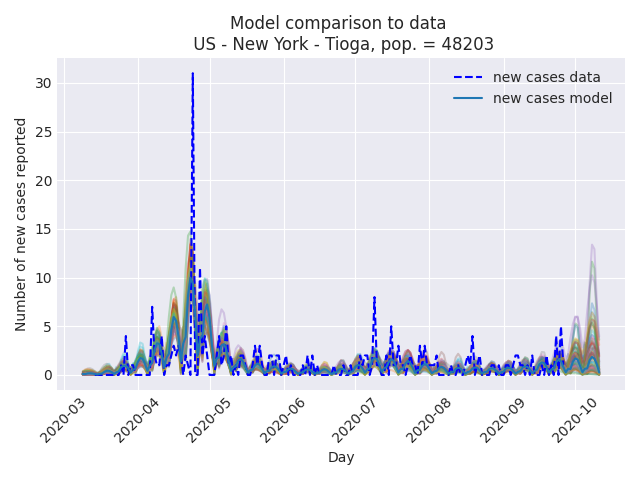 Model comparison to data
US - New York - Tioga, pop. = 48203
Number of new cases reported
30
25
20
15
10
5
0
new cases data
new cases model
2020-03
2020-04
2020-05
2020-06
2020-07
2020-08
2020-09
2020-10
Day